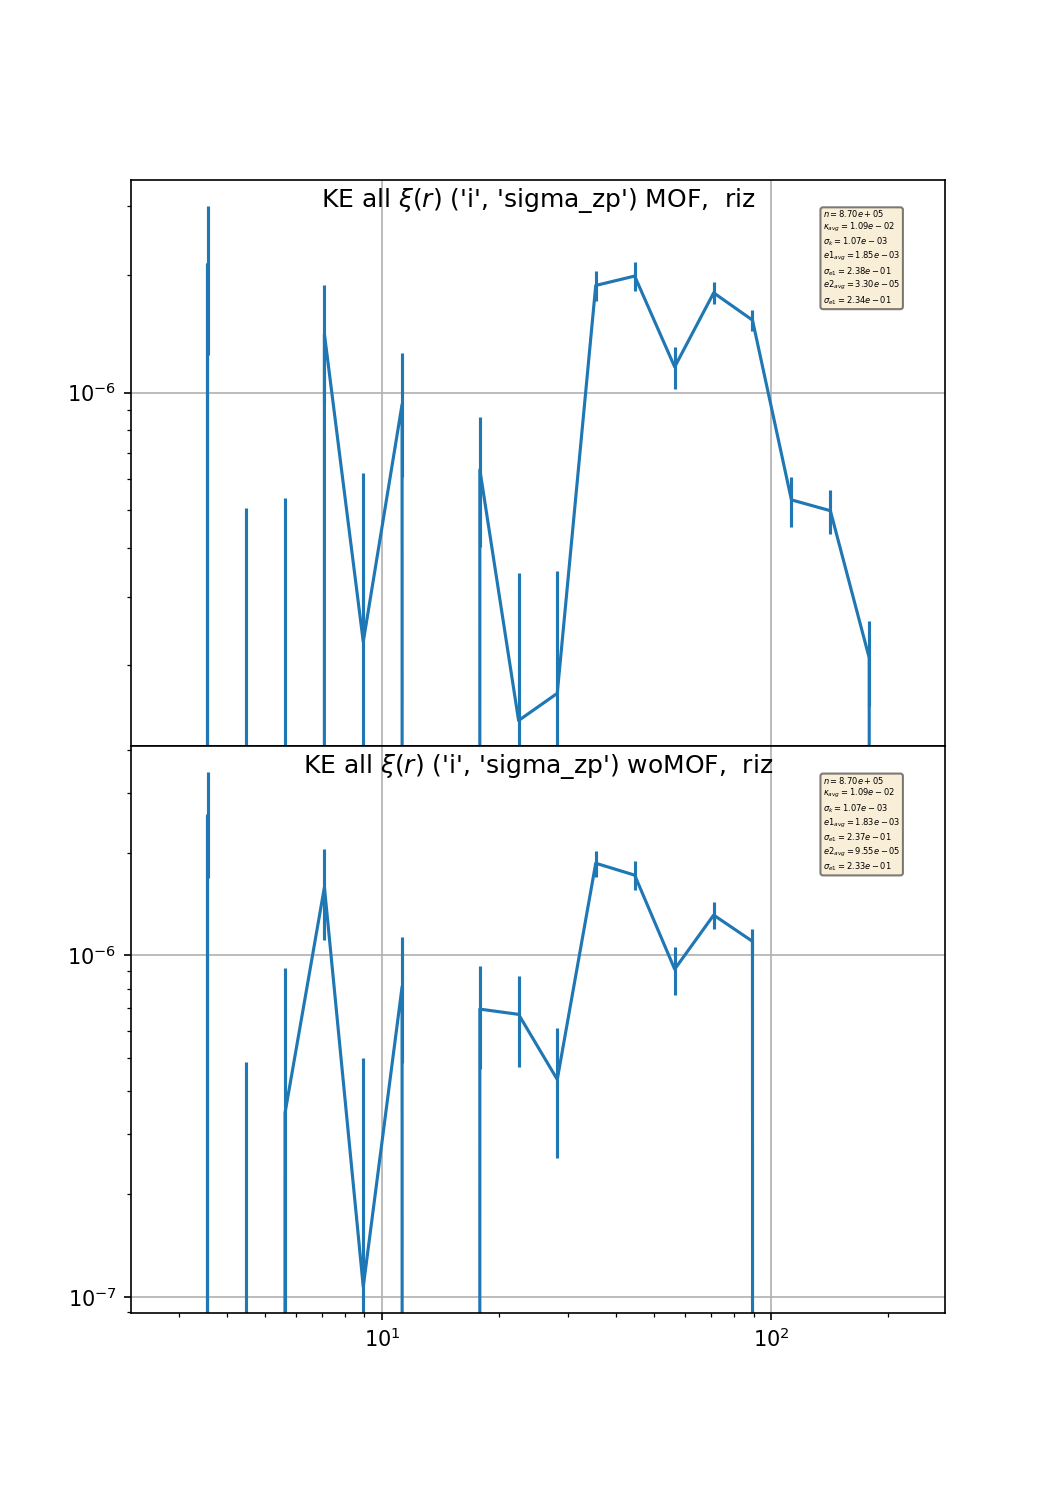 KE all ξ(r) ('i', 'sigma_zp') MOF, riz
n = 8.70e + 05
κavg = 1.09e − 02
σk = 1.07e − 03
e1avg = 1.85e − 03
σe1 = 2.38e − 01
e2avg = 3.30e − 05
σe1 = 2.34e − 01
10⁻⁶
KE all ξ(r) ('i', 'sigma_zp') woMOF, riz
n = 8.70e + 05
κavg = 1.09e − 02
σk = 1.07e − 03
e1avg = 1.83e − 03
σe1 = 2.37e − 01
e2avg = 9.55e − 05
σe1 = 2.33e − 01
10⁻⁶
10⁻⁷
10¹ 10²